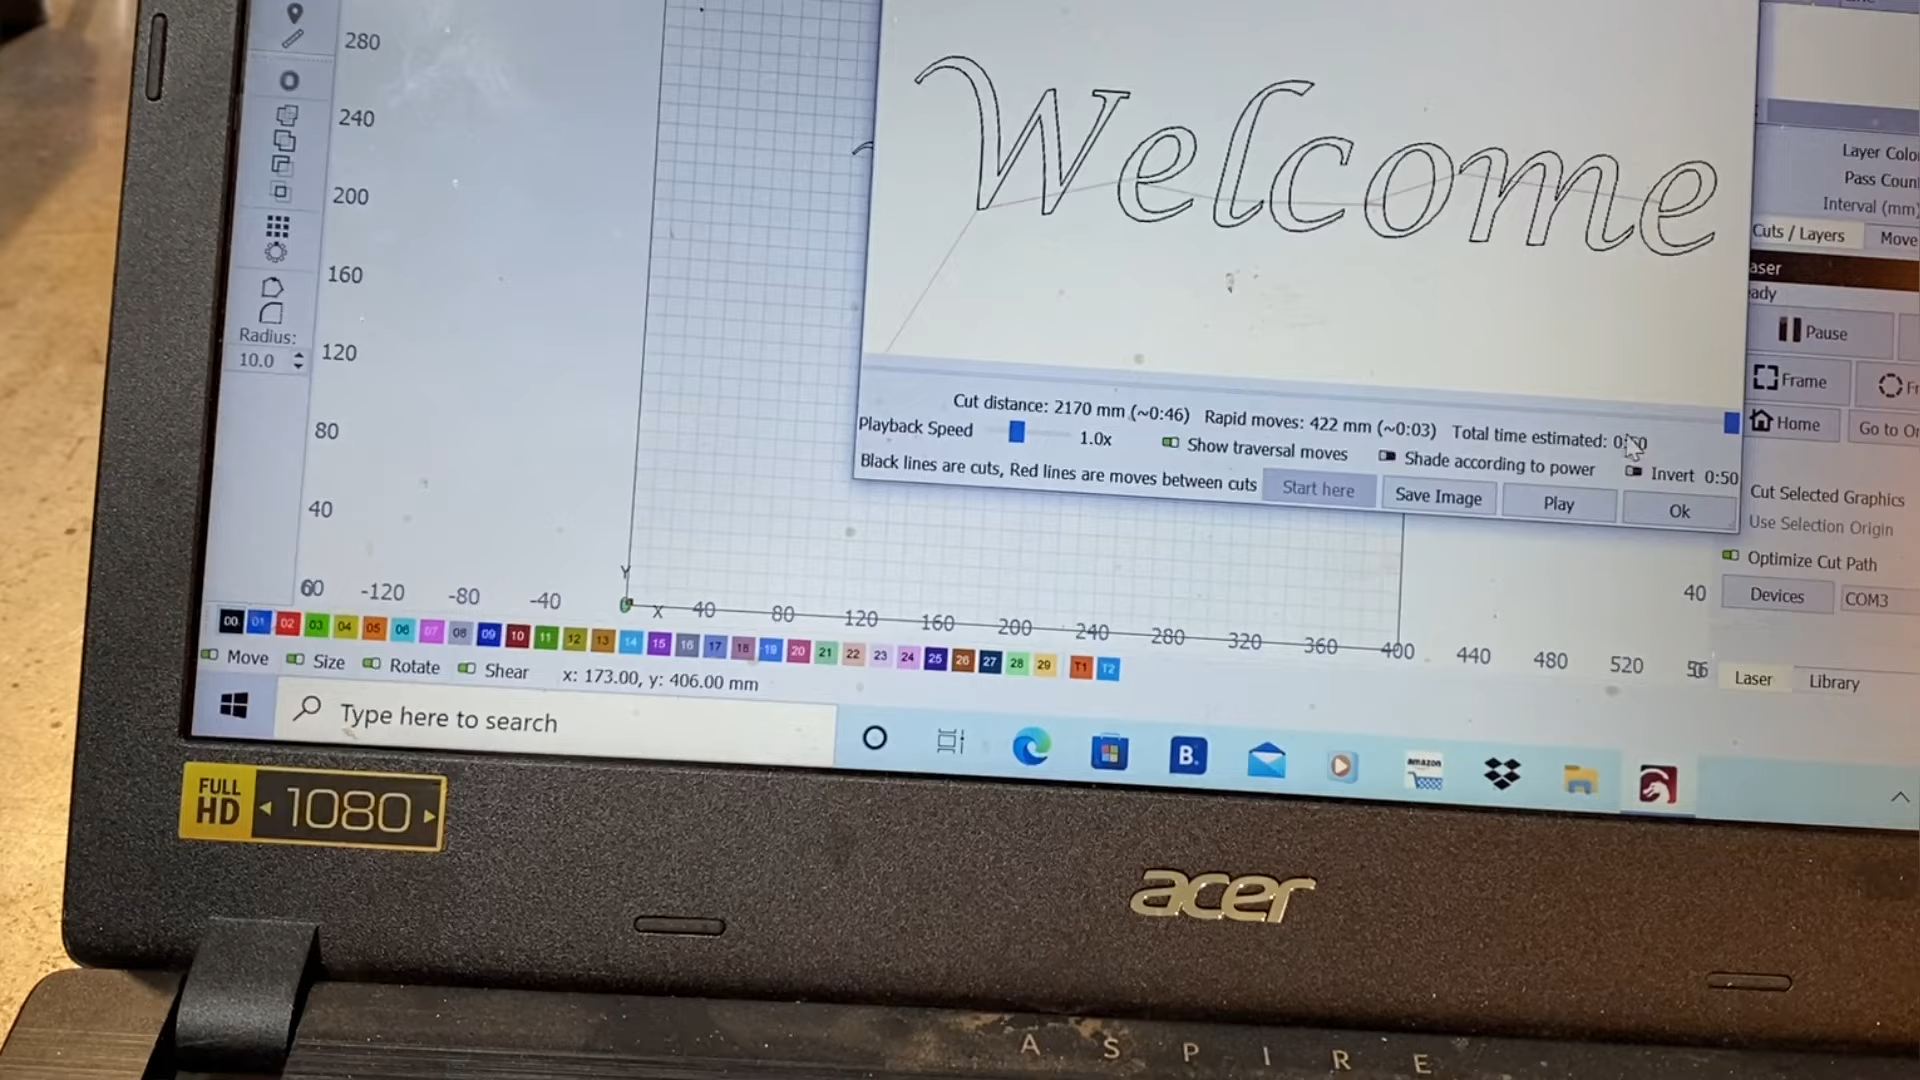 280
240
200
160
120
80
40
Radius:
10.0
Welcome
Cut distance: 2170 mm (~0:46) Rapid moves: 422 mm (~0:03) Total time estimated:
Playback Speed 1.0x Show traversal moves Shade according to power Invert 0:50
Black lines are cuts, Red lines are moves between cuts Start here Save Image Play Ok
Layer Colo
Pass Coun
Interval (mm)
Cuts / Layers Move
aser
ady
Pause
Frame Fr
Home Go to Or
Cut Selected Graphics
Use Selection Origin
Optimize Cut Path
Devices COM3
Laser Library
40
Y
X
-120 -80 -40 40 80 120 160 200 240 280 320 360 400 440 480 520
00 01 02 03 04 05 06 07 08 09 10 11 12 13 14 15 16 17 18 19 20 21 22 23 24 25 26 27 28 29 T1 T2
Move Size Rotate Shear x: 173.00, y: 406.00 mm
Type here to search
B.
amazon
FULL
HD 1080
acer
ASPIRE